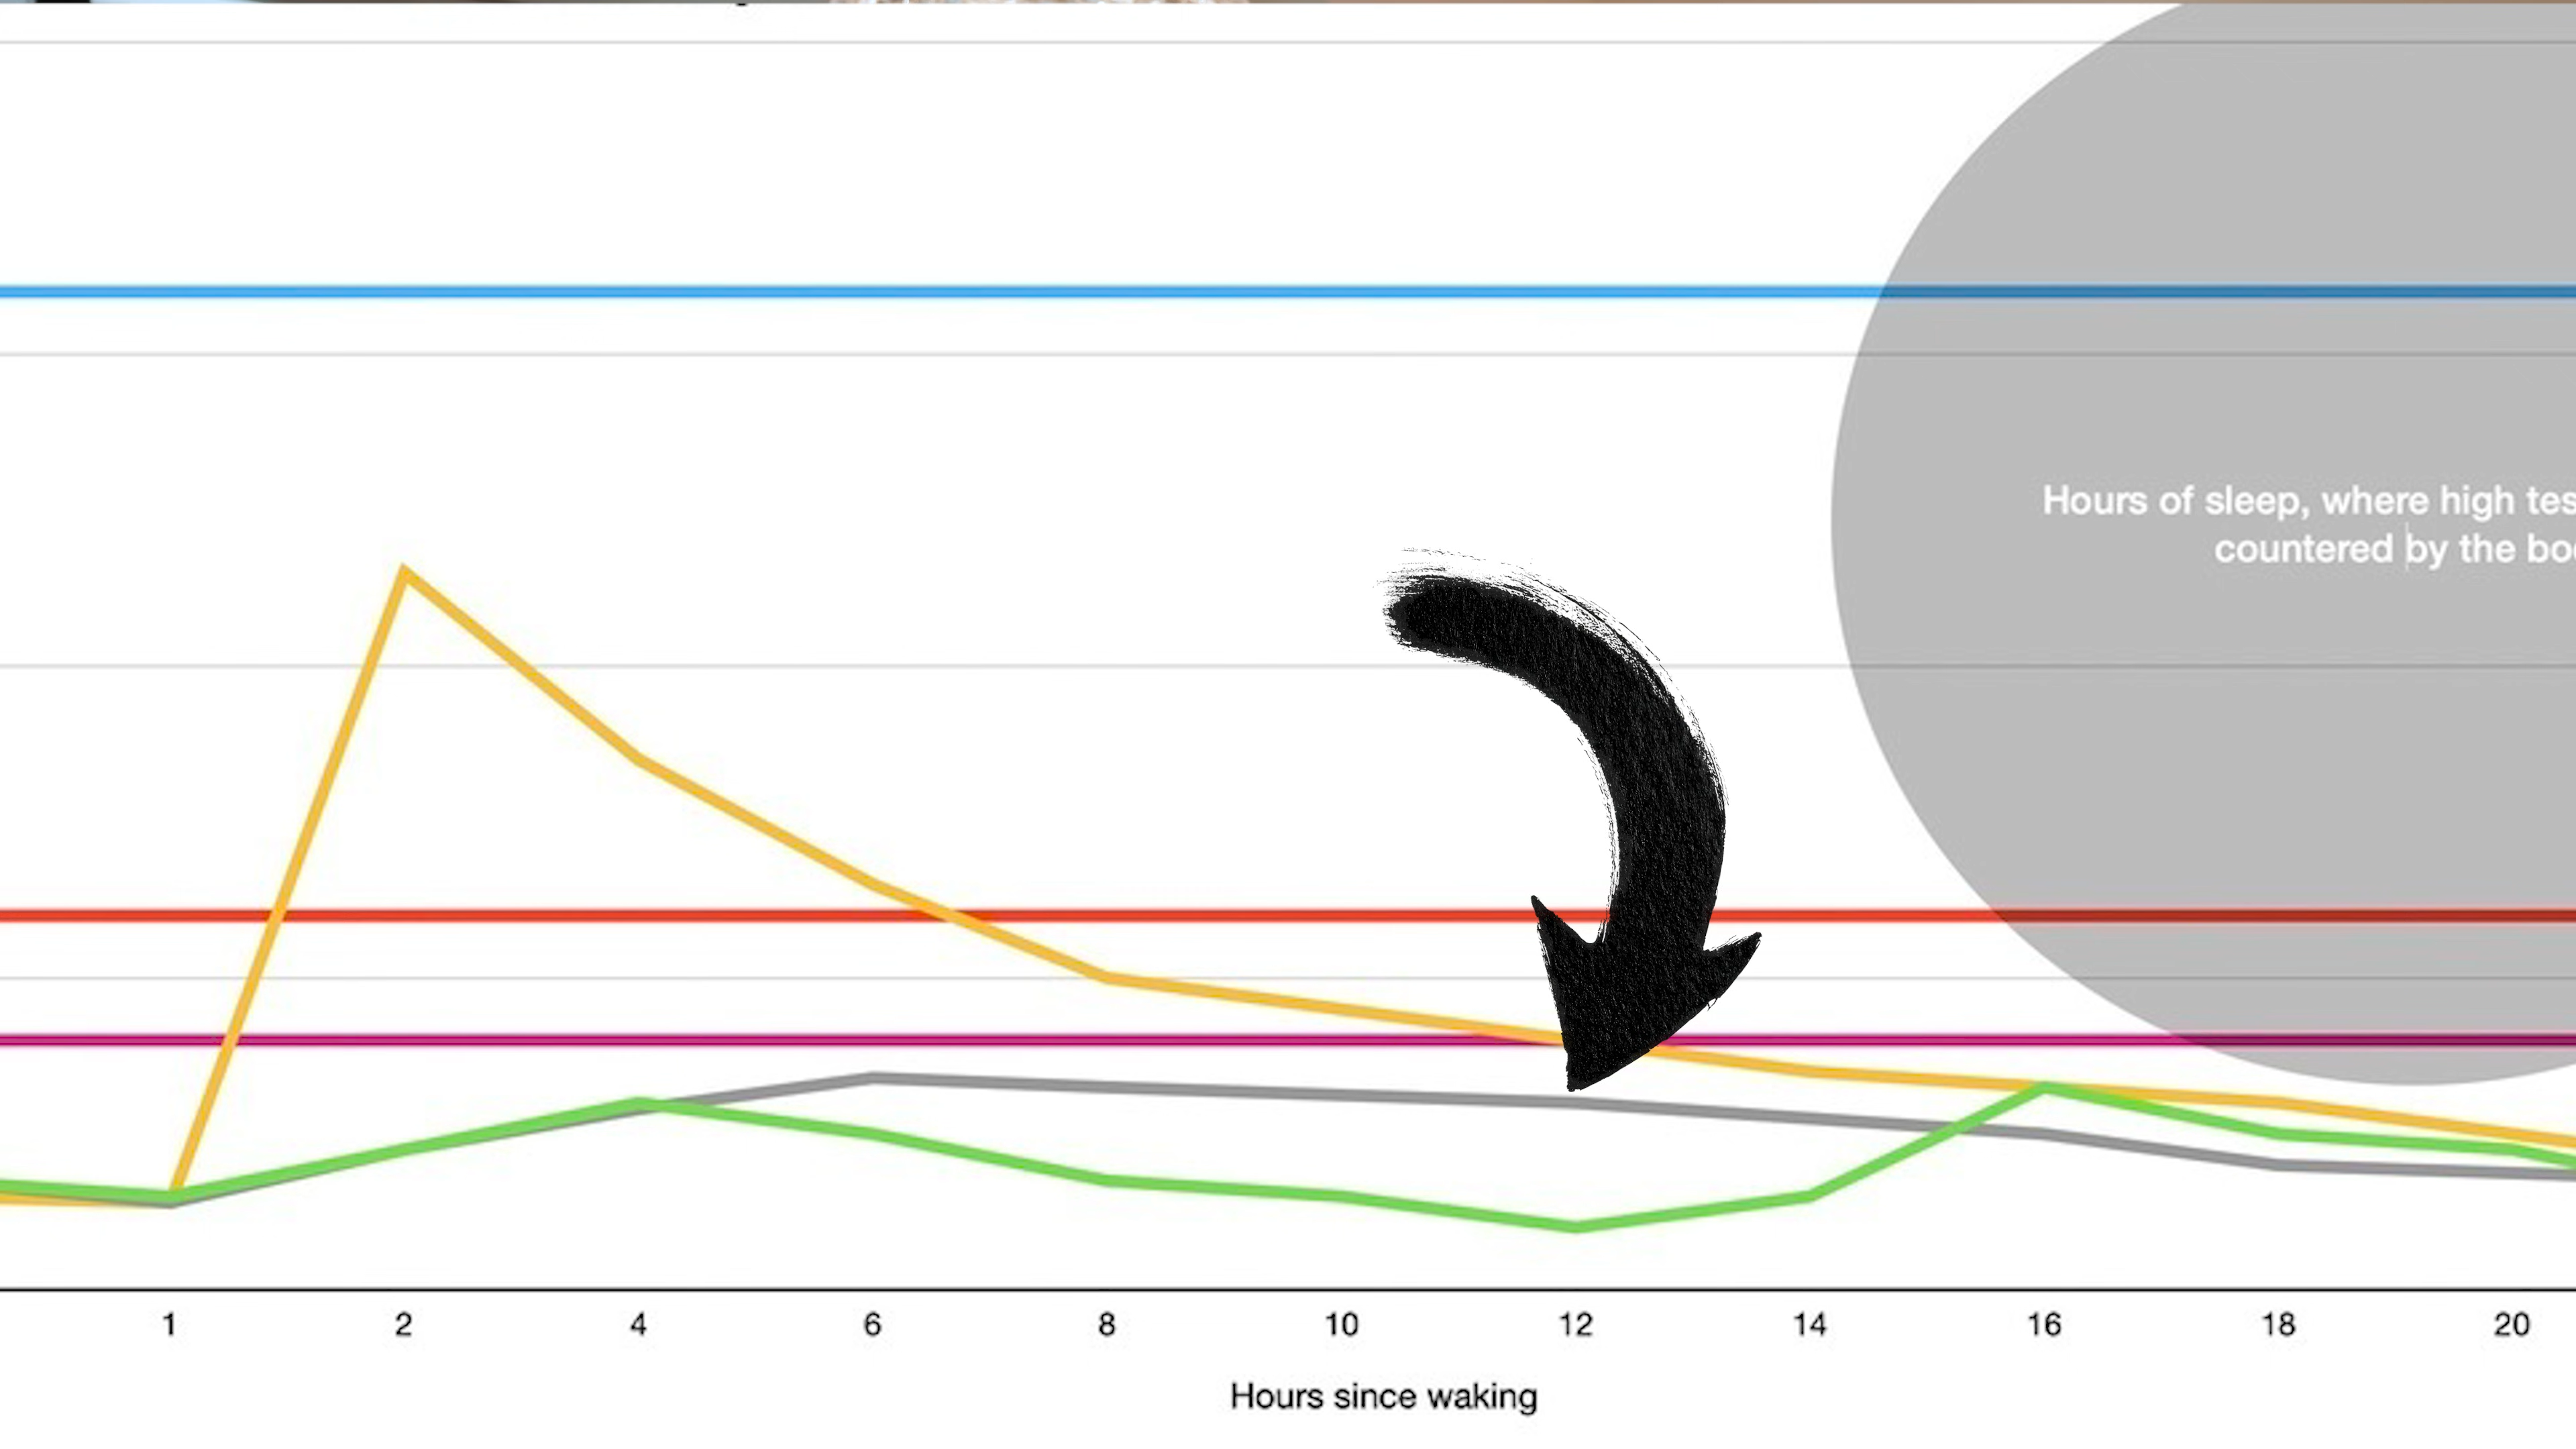 Hours of sleep, where high tes
countered by the bo
1 2 4 6 8 10 12 14 16 18 20
Hours since waking